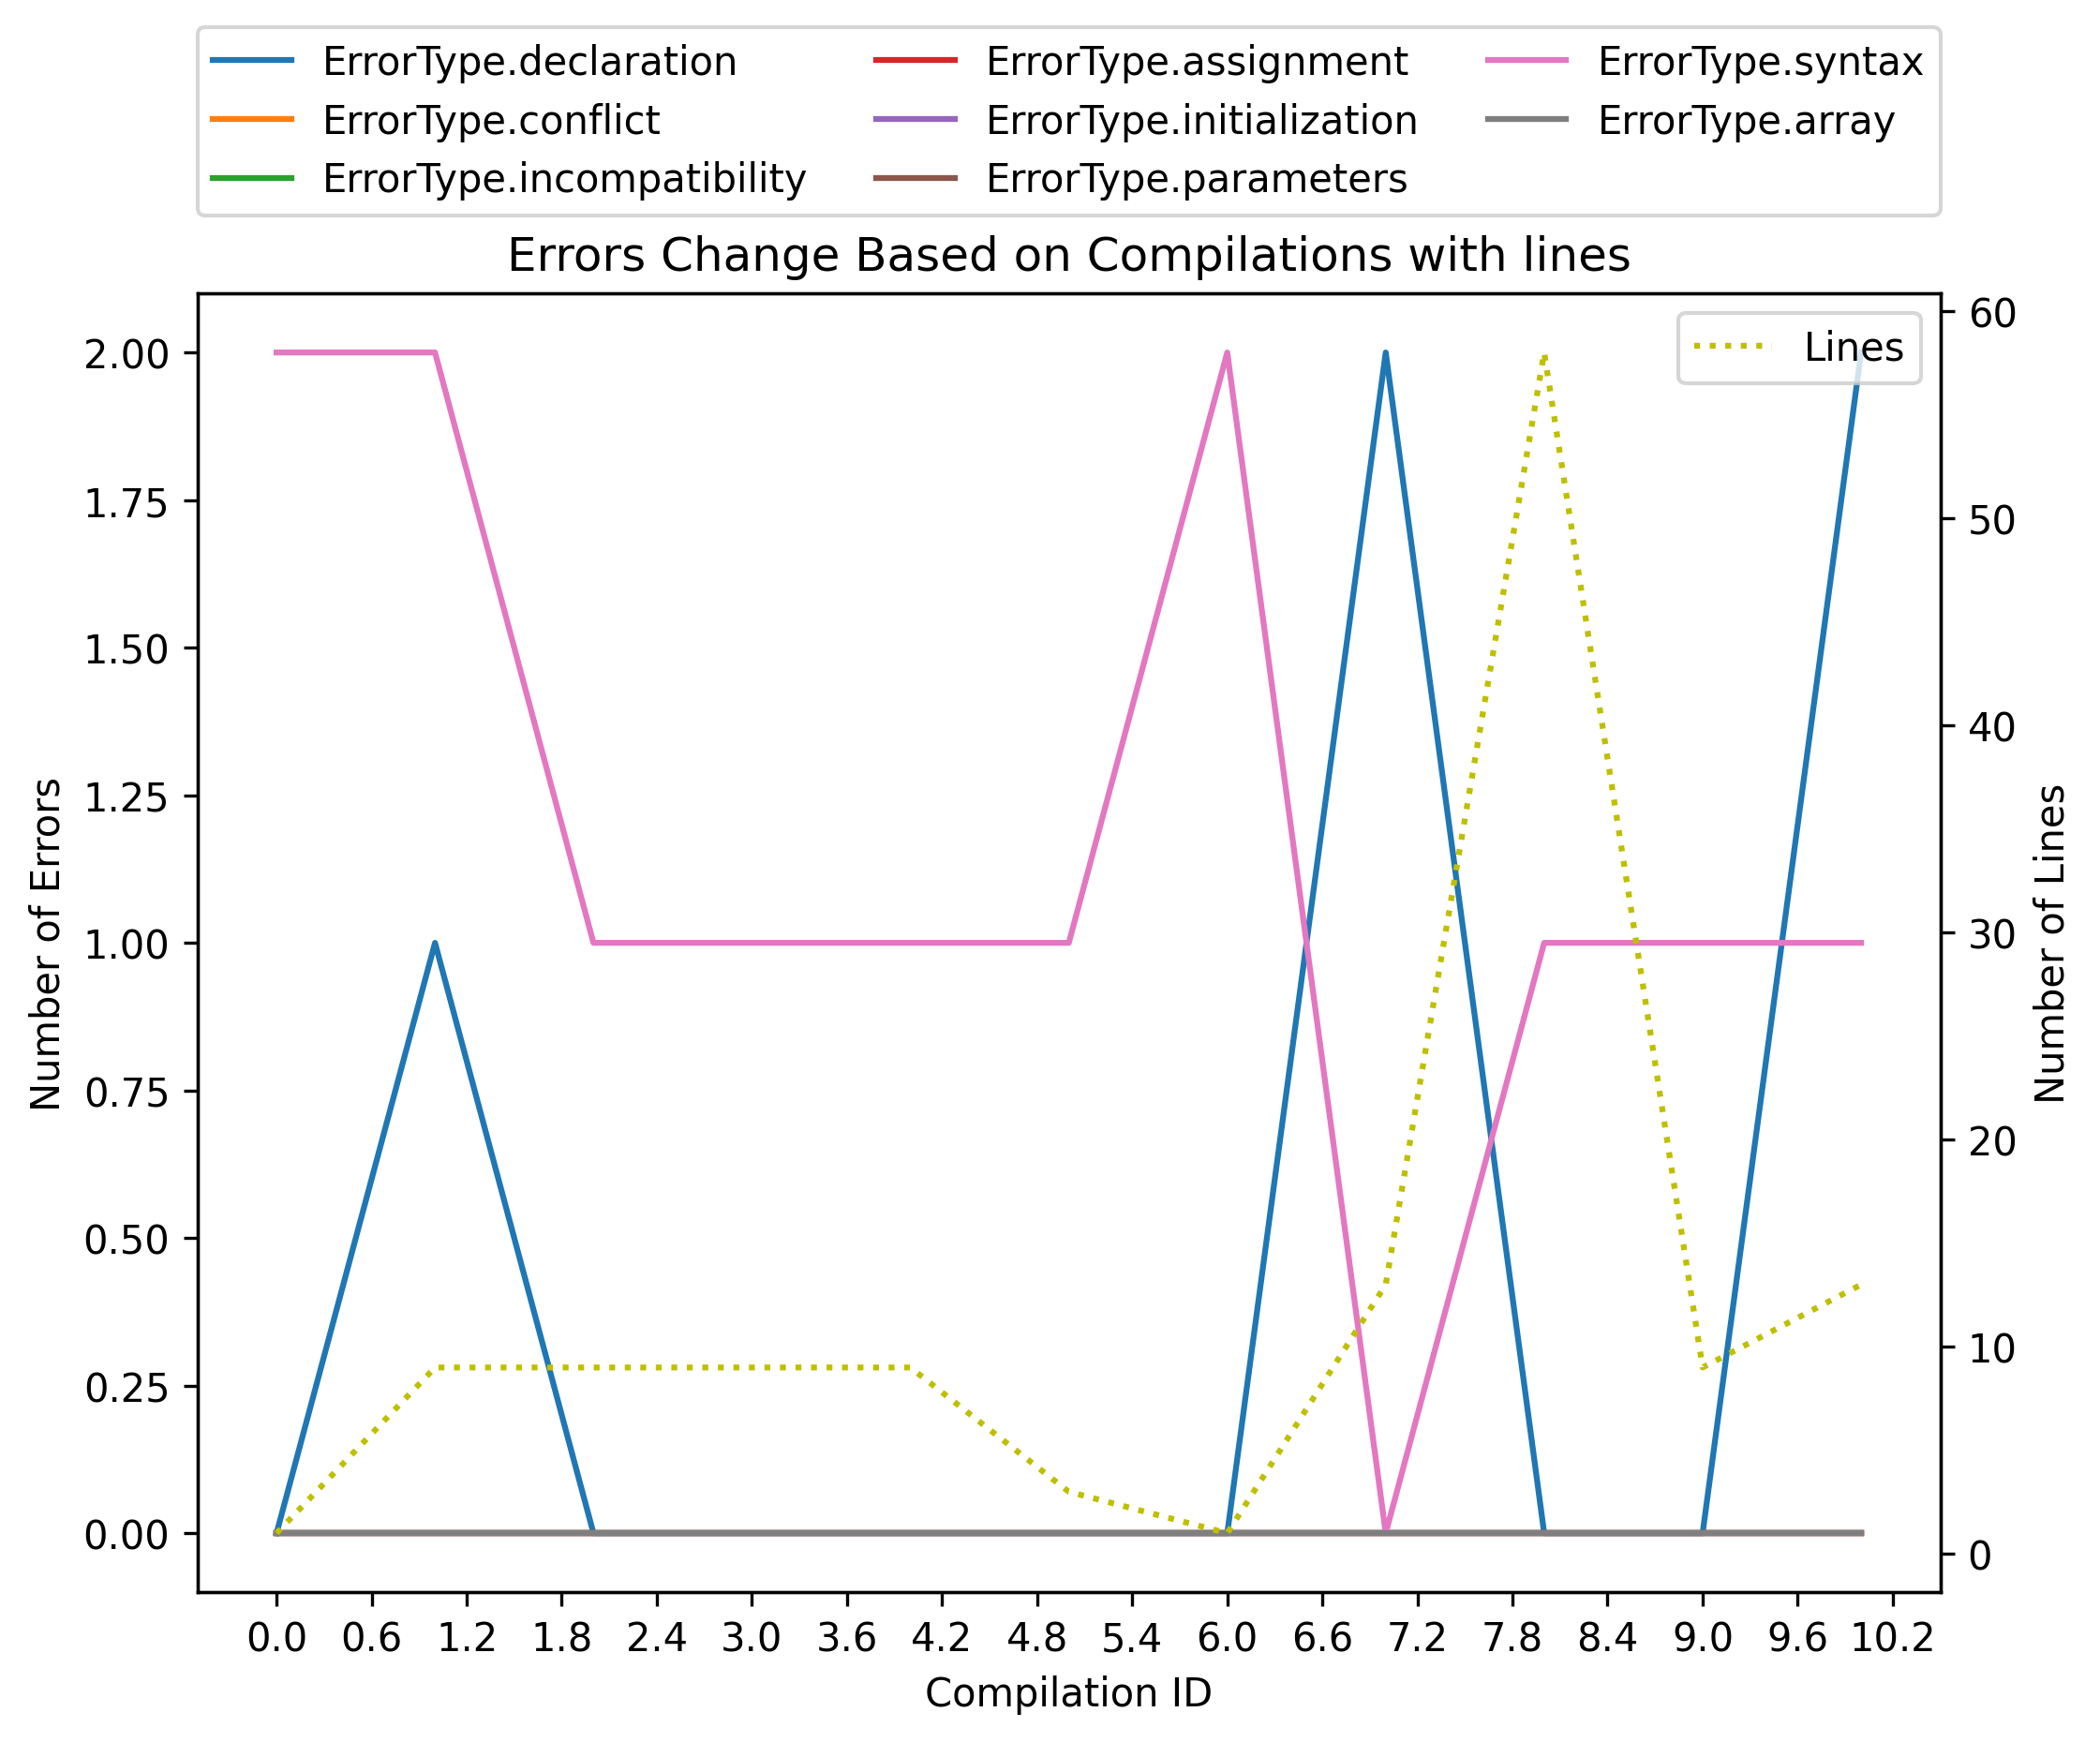 ErrorType.declaration ErrorType.assignment ErrorType.syntax
ErrorType.conflict ErrorType.initialization ErrorType.array
ErrorType.incompatibility ErrorType.parameters
Errors Change Based on Compilations with lines
Lines
2.00
1.75
1.50
1.25
1.00
0.75
0.50
0.25
0.00
Number of Errors
60
50
40
30
20
10
0
Number of Lines
0.0 0.6 1.2 1.8 2.4 3.0 3.6 4.2 4.8 5.4 6.0 6.6 7.2 7.8 8.4 9.0 9.6 10.2
Compilation ID